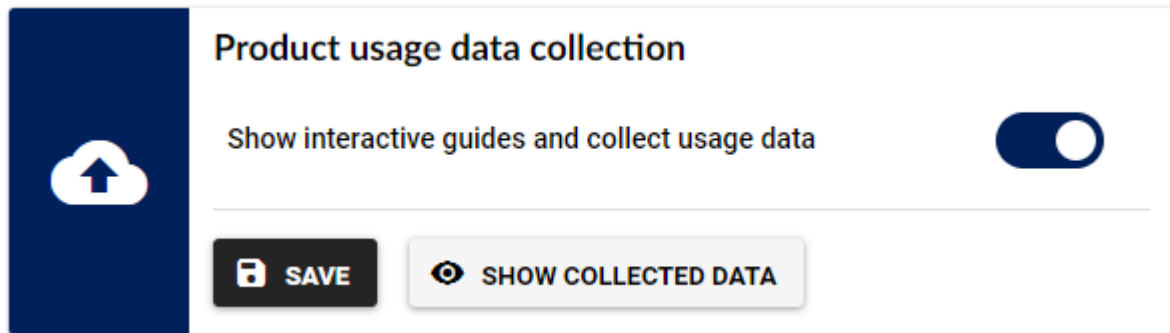 Product usage data collection
Show interactive guides and collect usage data
SAVE
SHOW COLLECTED DATA